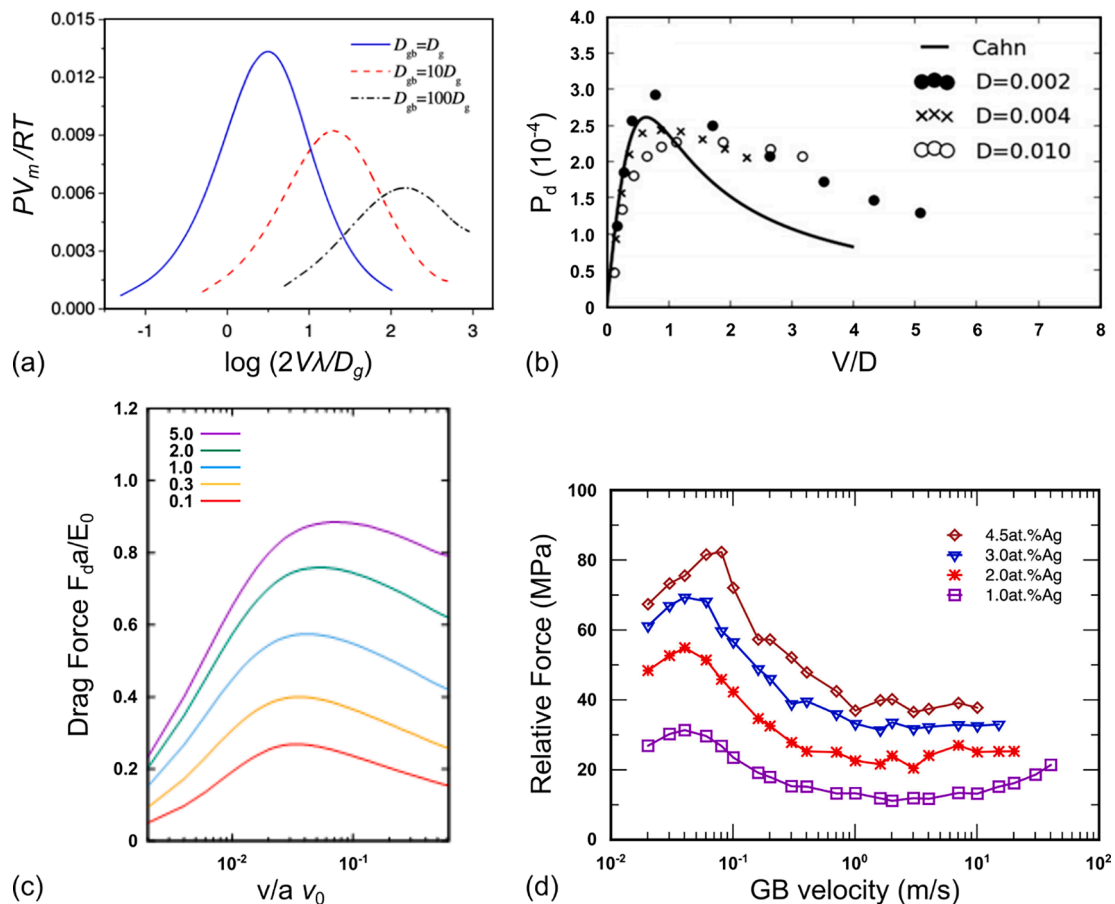 0.015
0.012
0.009
0.006
0.003
0.000
PVm/RT
-1
0
1
2
3
log (2Vλ/Dg)
Dgb=Dg
Dgb=10Dg
Dgb=100Dg
(a)
4.0
3.5
3.0
2.5
2.0
1.5
1.0
0.5
0
Pd (10-4)
0
1
2
3
4
5
6
7
8
V/D
Cahn
D=0.002
D=0.004
D=0.010
(b)
1.2
1.0
0.8
0.6
0.4
0.2
0
Drag Force Fda/E0
5.0
2.0
1.0
0.3
0.1
10-2
10-1
v/a ν0
(c)
100
80
60
40
20
0
Relative Force (MPa)
4.5at.%Ag
3.0at.%Ag
2.0at.%Ag
1.0at.%Ag
10-2
10-1
100
101
102
GB velocity (m/s)
(d)